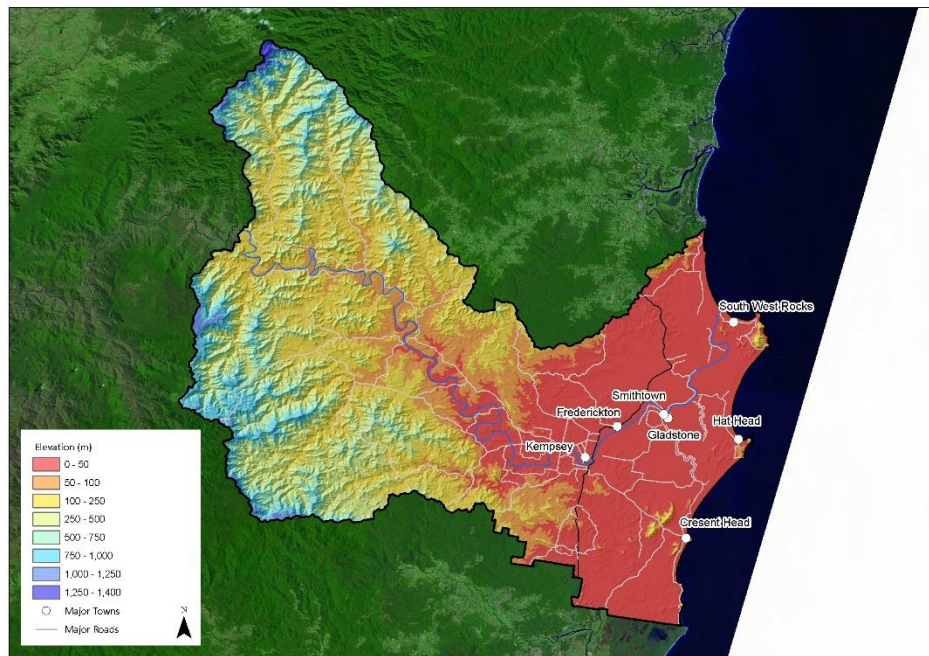 South West Rocks
Smithtown
Frederickton
Hat Head
Gladstone
Kempsey
Cresent Head
Elevation (m)
0 - 50
50 - 100
100 - 250
250 - 500
500 - 750
750 - 1,000
1,000 - 1,250
1,250 - 1,400
Major Towns
N
Major Roads